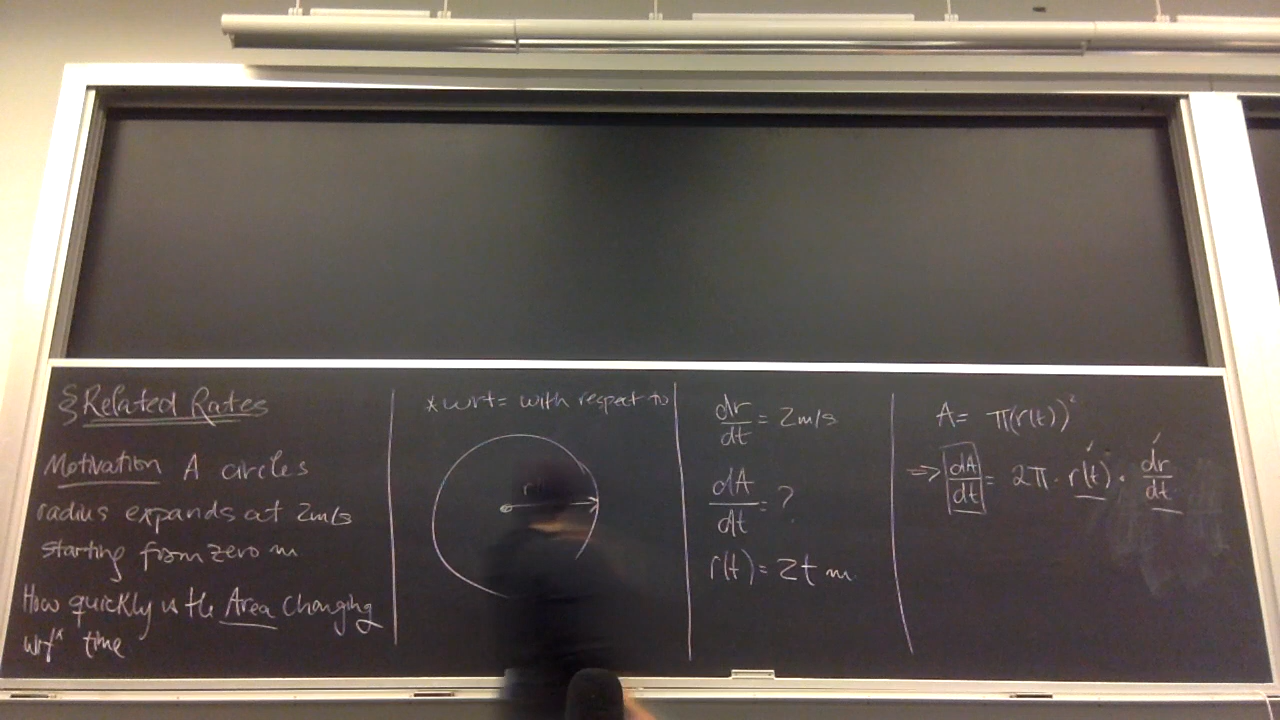 § Related Rates
Motivation A circles
radius expands at 2m/s
starting from zero m
How quickly is the Area Changing
wrt* time
*wrt= with respect to
r
dr/dt = 2m/s
dA/dt = ?
r(t) = 2t m
A = π(r(t))²
⇒ dA/dt = 2π · r(t) · dr/dt